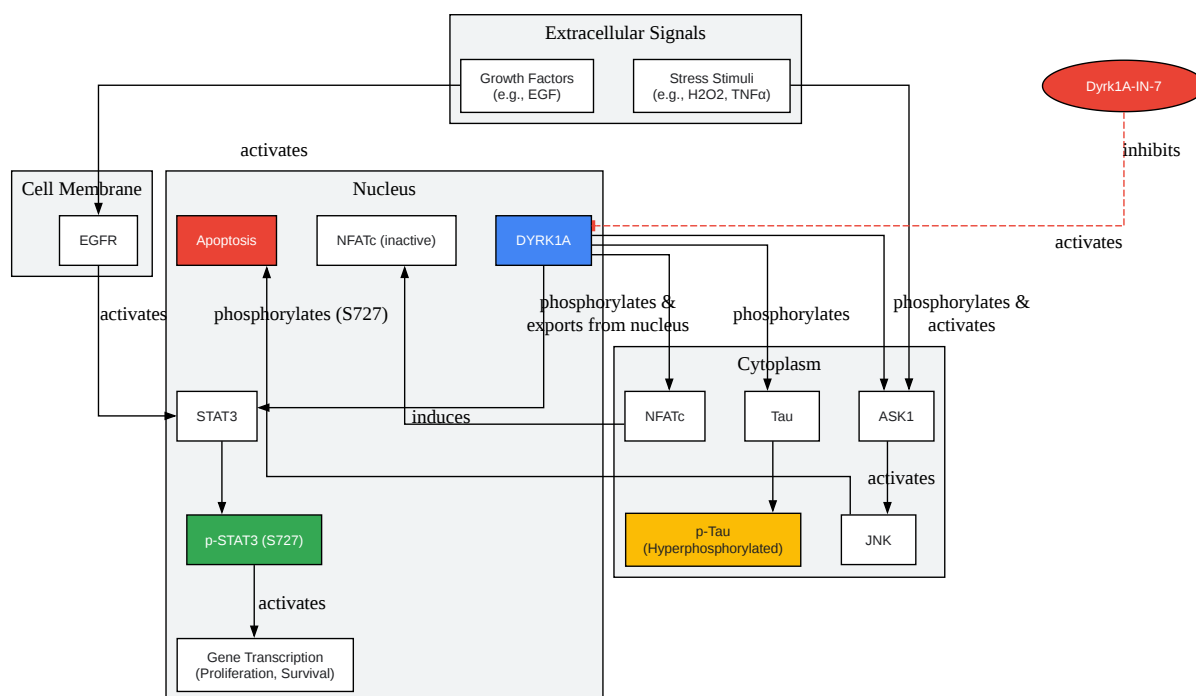 Extracellular Signals
Growth Factors
(e.g., EGF)
Stress Stimuli
(e.g., H2O2, TNFα)
Dyrk1A-IN-7
activates
inhibits
Cell Membrane
Nucleus
EGFR
Apoptosis
NFATc (inactive)
DYRK1A
activates
activates
phosphorylates (S727)
phosphorylates &
exports from nucleus
phosphorylates
phosphorylates &
activates
Cytoplasm
STAT3
induces
NFATc
Tau
ASK1
activates
p-STAT3 (S727)
p-Tau
(Hyperphosphorylated)
JNK
activates
Gene Transcription
(Proliferation, Survival)